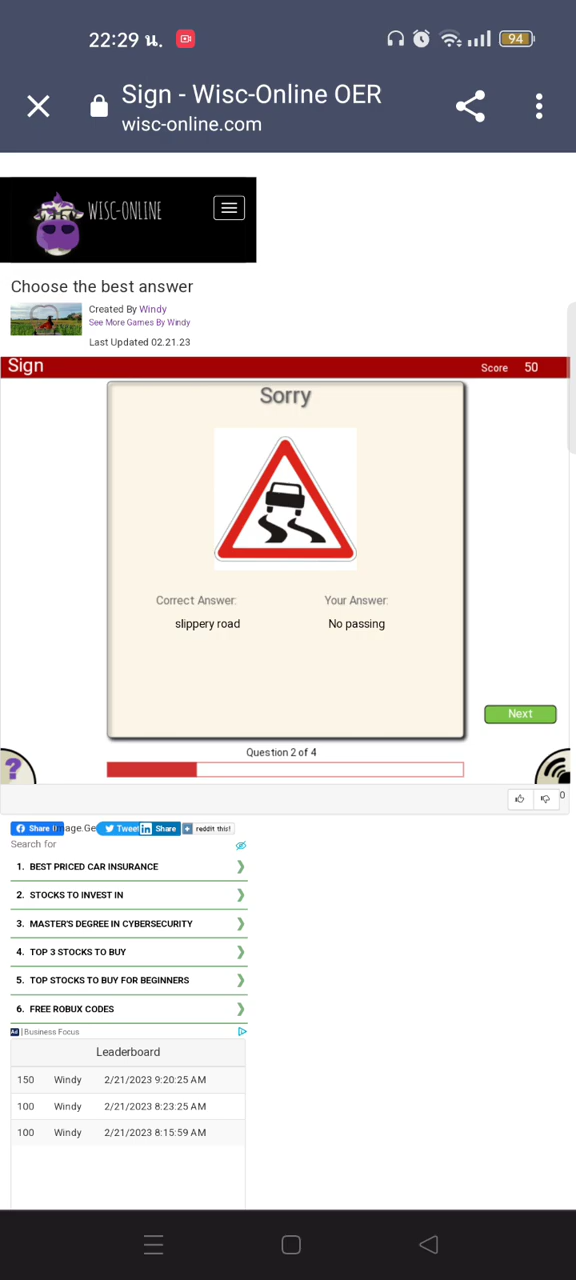 22:29 น.
94
Sign - Wisc-Online OER
wisc-online.com
WISC-ONLINE
Choose the best answer
Created By Windy
See More Games By Windy
Last Updated 02.21.23
Sign
Score 50
Sorry
Correct Answer: Your Answer:
slippery road No passing
Next
Question 2 of 4
?
0
Share
Image.Ge
Tweet
in Share
reddit this!
Search for
1. BEST PRICED CAR INSURANCE
2. STOCKS TO INVEST IN
3. MASTER'S DEGREE IN CYBERSECURITY
4. TOP 3 STOCKS TO BUY
5. TOP STOCKS TO BUY FOR BEGINNERS
6. FREE ROBUX CODES
Ad | Business Focus
Leaderboard
150 Windy 2/21/2023 9:20:25 AM
100 Windy 2/21/2023 8:23:25 AM
100 Windy 2/21/2023 8:15:59 AM